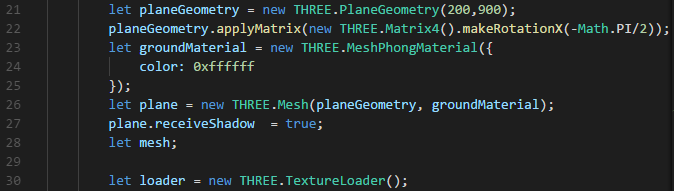 21 let planeGeometry = new THREE.PlaneGeometry(200,900);
22 planeGeometry.applyMatrix(new THREE.Matrix4().makeRotationX(-Math.PI/2));
23 let groundMaterial = new THREE.MeshPhongMaterial({
24 color: 0xffffff
25 });
26 let plane = new THREE.Mesh(planeGeometry, groundMaterial);
27 plane.receiveShadow  = true;
28 let mesh;
29
30 let loader = new THREE.TextureLoader();